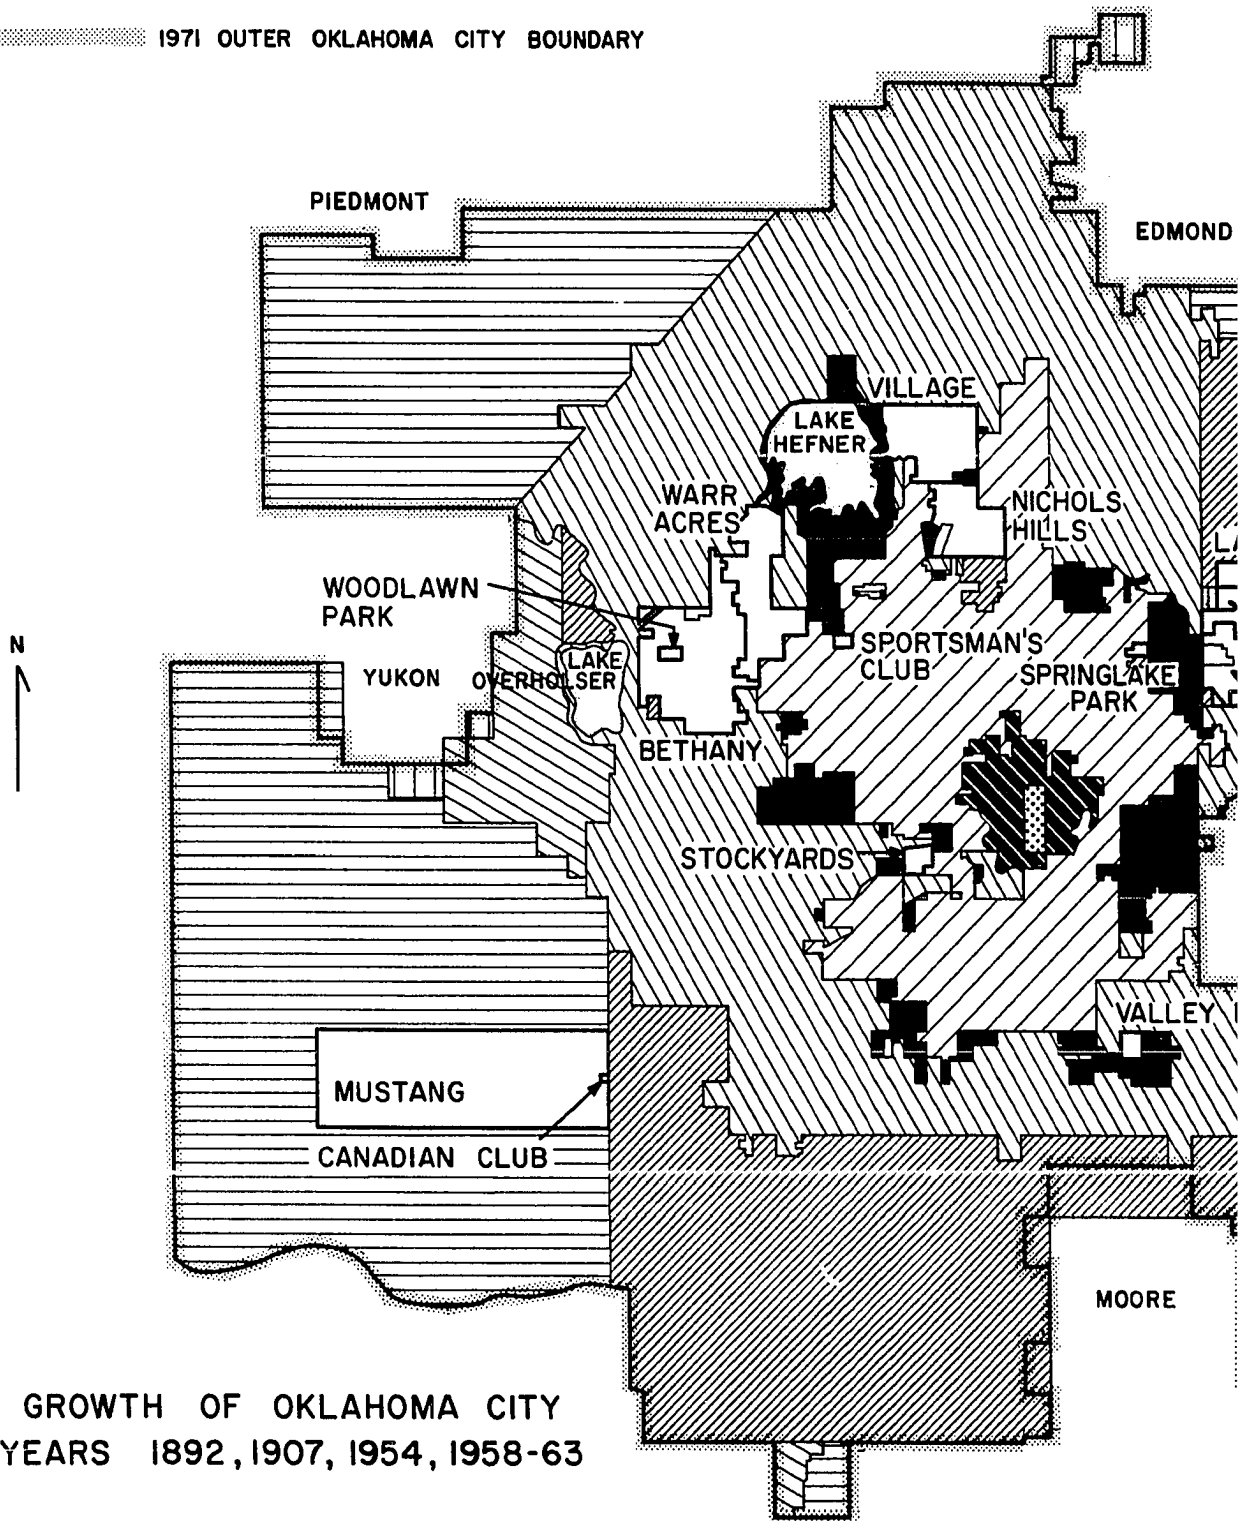 1971 OUTER OKLAHOMA CITY BOUNDARY
PIEDMONT
EDMOND
VILLAGE
LAKE
HEFNER
WARR
ACRES
NICHOLS
HILLS
WOODLAWN
PARK
N
YUKON
LAKE
OVERHOLSER
SPORTSMAN'S
CLUB
SPRINGLAKE
PARK
BETHANY
STOCKYARDS
VALLEY
MUSTANG
CANADIAN CLUB
MOORE
GROWTH OF OKLAHOMA CITY
YEARS 1892, 1907, 1954, 1958-63